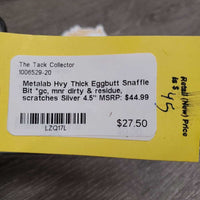 The Tack Collector
1006529-20
Metalab Hvy Thick Eggbutt Snaffle
Bit *gc, mnr dirty & residue,
scratches Silver 4.5" MSRP: $44.99
LZQ17L
$27.50
Retail (New) Price
is $ 45